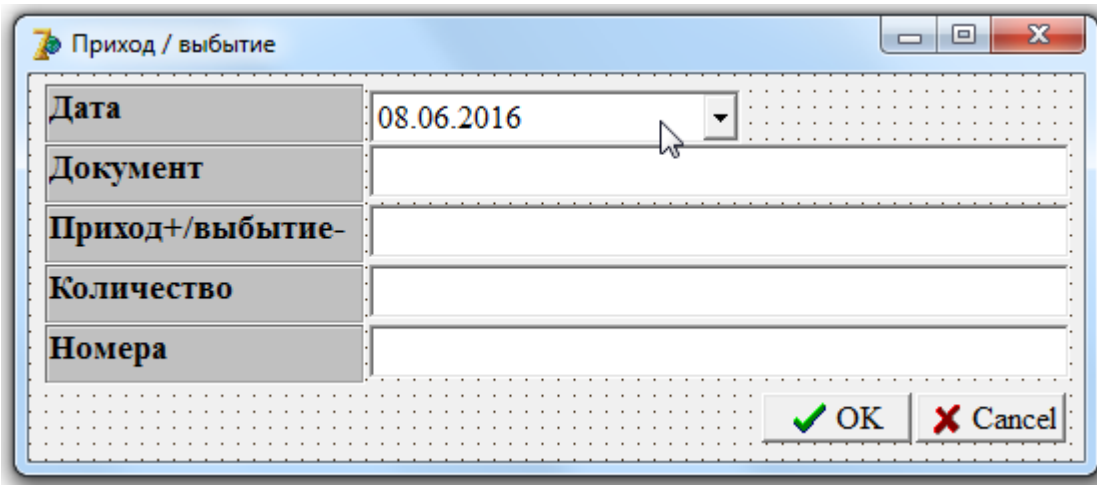 Приход / выбытие
Дата 08.06.2016
Документ
Приход+/выбытие-
Количество
Номера
OK Cancel